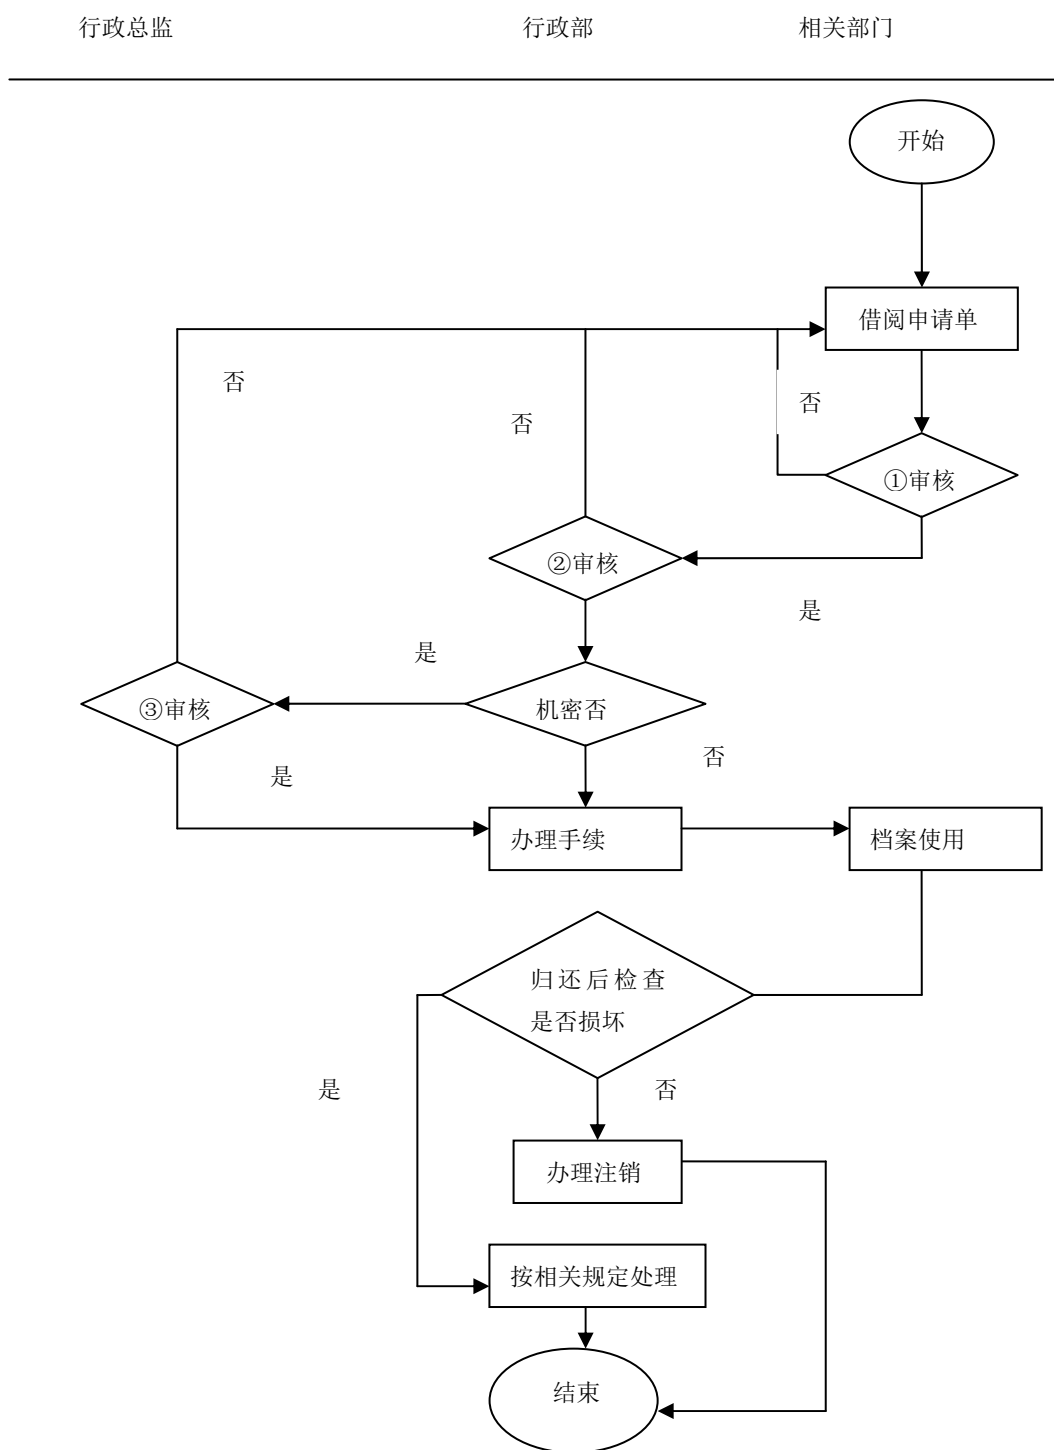 行政总监 行政部 相关部门
开始
借阅申请单
否
否
否
①审核
②审核
是
是
③审核
机密否
否
是
办理手续
档案使用
归还后检查
是否损坏
是
否
办理注销
按相关规定处理
结束